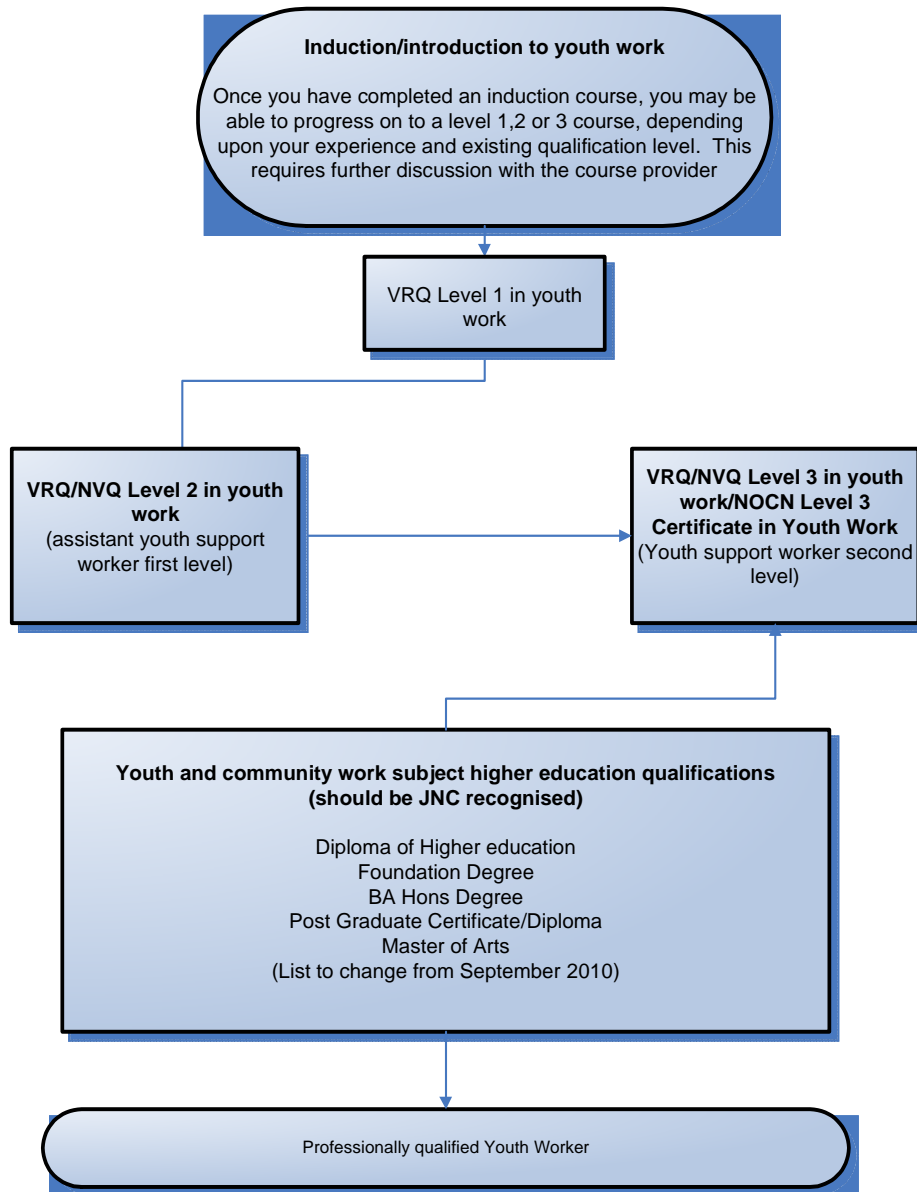 Induction/introduction to youth work
Once you have completed an induction course, you may be
able to progress on to a level 1,2 or 3 course, depending
upon your experience and existing qualification level.  This
requires further discussion with the course provider
VRQ Level 1 in youth
work
VRQ/NVQ Level 2 in youth
work
(assistant youth support
worker first level)
VRQ/NVQ Level 3 in youth
work/NOCN Level 3
Certificate in Youth Work
(Youth support worker second
level)
Youth and community work subject higher education qualifications
(should be JNC recognised)
Diploma of Higher education
Foundation Degree
BA Hons Degree
Post Graduate Certificate/Diploma
Master of Arts
(List to change from September 2010)
Professionally qualified Youth Worker